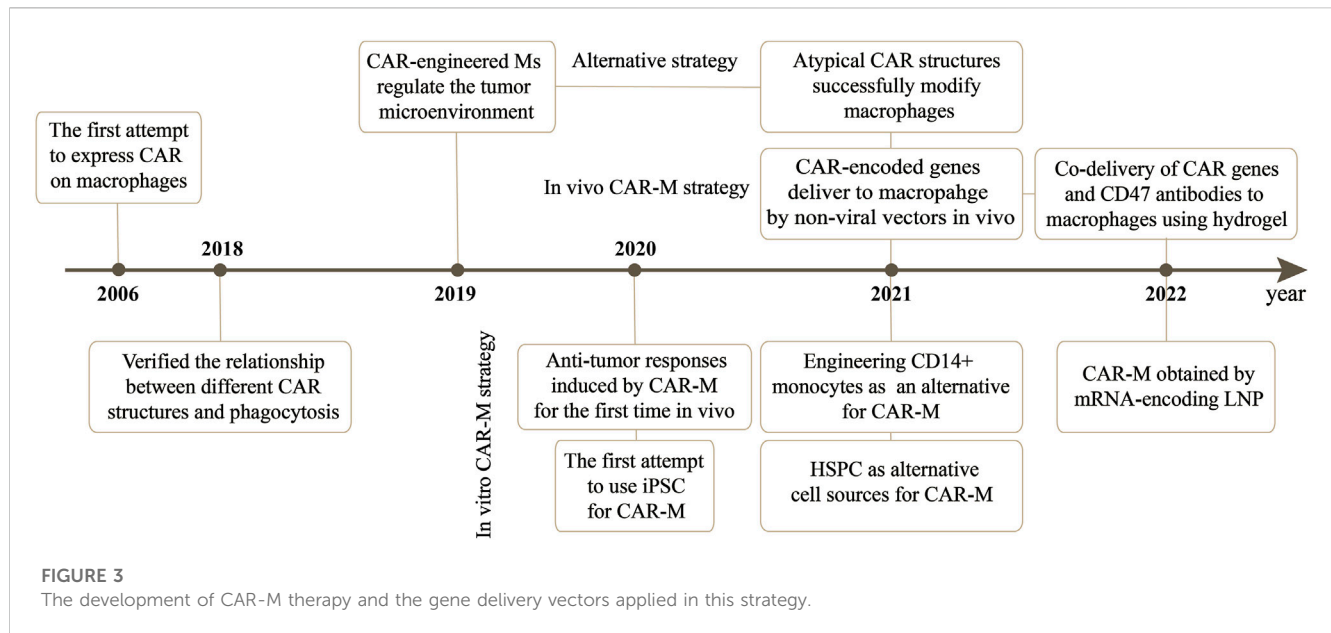 CAR-engineered Ms
regulate the tumor
microenvironment
Alternative strategy
Atypical CAR structures
successfully modify
macrophages
The first attempt
to express CAR
on macrophages
In vivo CAR-M strategy
CAR-encoded genes
deliver to macropahge
by non-viral vectors in vivo
Co-delivery of CAR genes
and CD47 antibodies to
macrophages using hydrogel
2018
2020
2006
2019
2021
2022
year
In vitro CAR-M strategy
Verified the relationship
between different CAR
structures and phagocytosis
Anti-tumor responses
induced by CAR-M
for the first time in vivo
The first attempt
to use iPSC
for CAR-M
Engineering CD14+
monocytes as an alternative
for CAR-M
HSPC as alternative
cell sources for CAR-M
CAR-M obtained by
mRNA-encoding LNP
FIGURE 3
The development of CAR-M therapy and the gene delivery vectors applied in this strategy.